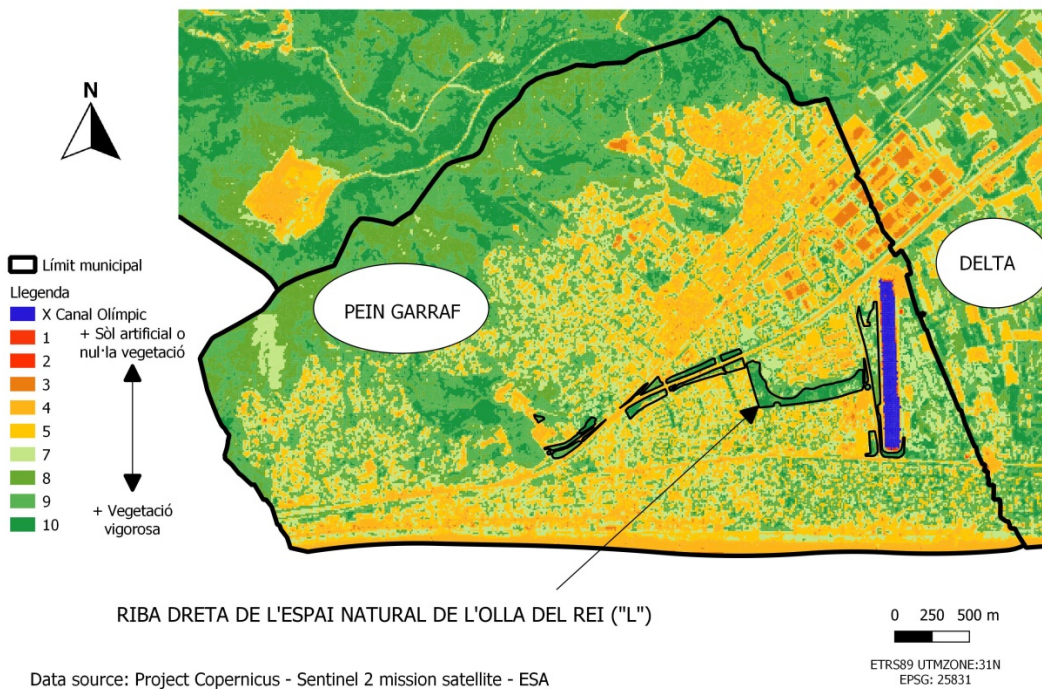 N
PEIN GARRAF
DELTA
Límit municipal
Llegenda
X Canal Olímpic
1
2
3
4
5
7
8
9
10
+ Sòl artificial o
nul·la vegetació
+ Vegetació
vigorosa
RIBA DRETA DE L'ESPAI NATURAL DE L'OLLA DEL REI ("L")
0 250 500 m
ETRS89 UTMZONE:31N
EPSG: 25831
Data source: Project Copernicus - Sentinel 2 mission satellite - ESA